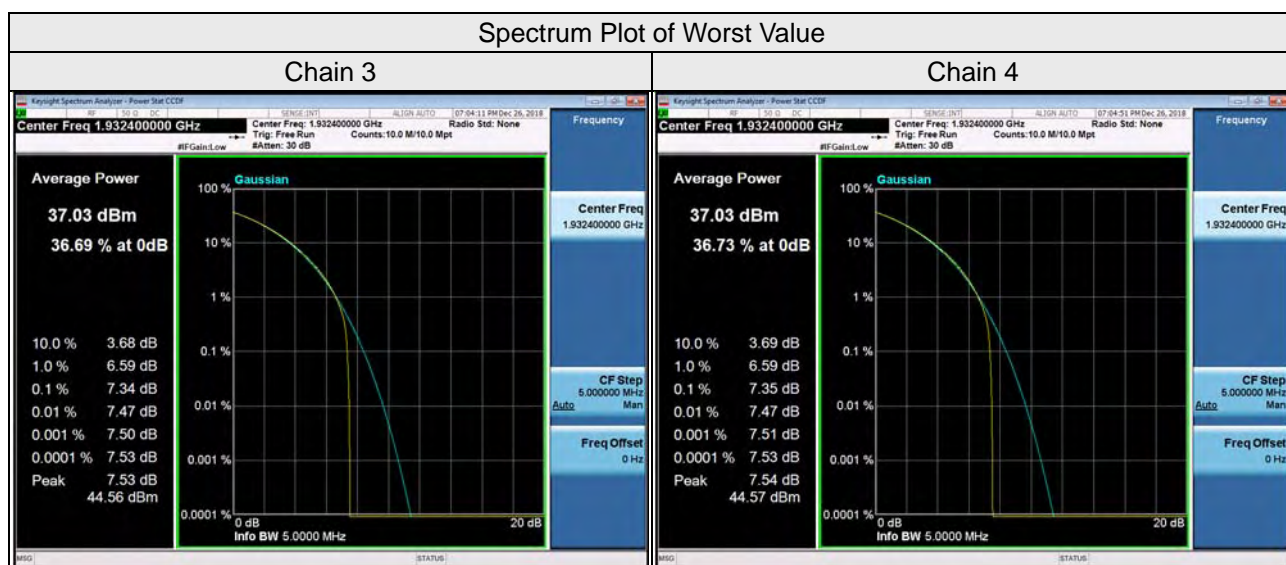 Spectrum Plot of Worst Value
Chain 3
Chain 4
Keysight Spectrum Analyzer - Power Stat CCDF
RF 50 Ω DC SENSE:INT ALIGN AUTO 07:04:11 PM Dec 26, 2018
Center Freq 1.932400000 GHz
Center Freq: 1.932400000 GHz Radio Std: None
Trig: Free Run Counts:10.0 M/10.0 Mpt
#IFGain:Low #Atten: 30 dB
Average Power
37.03 dBm
36.69 % at 0dB
10.0 % 3.68 dB
1.0 % 6.59 dB
0.1 % 7.34 dB
0.01 % 7.47 dB
0.001 % 7.50 dB
0.0001 % 7.53 dB
Peak 7.53 dB
44.56 dBm
Gaussian
100 %
10 %
1 %
0.1 %
0.01 %
0.001 %
0.0001 %
0 dB 20 dB
Info BW 5.0000 MHz
Frequency
Center Freq
1.932400000 GHz
CF Step
5.000000 MHz
Auto Man
Freq Offset
0 Hz
MSG STATUS
Keysight Spectrum Analyzer - Power Stat CCDF
RF 50 Ω DC SENSE:INT ALIGN AUTO 07:04:51 PM Dec 26, 2018
Center Freq 1.932400000 GHz
Center Freq: 1.932400000 GHz Radio Std: None
Trig: Free Run Counts:10.0 M/10.0 Mpt
#IFGain:Low #Atten: 30 dB
Average Power
37.03 dBm
36.73 % at 0dB
10.0 % 3.69 dB
1.0 % 6.59 dB
0.1 % 7.35 dB
0.01 % 7.47 dB
0.001 % 7.51 dB
0.0001 % 7.53 dB
Peak 7.54 dB
44.57 dBm
Gaussian
100 %
10 %
1 %
0.1 %
0.01 %
0.001 %
0.0001 %
0 dB 20 dB
Info BW 5.0000 MHz
Frequency
Center Freq
1.932400000 GHz
CF Step
5.000000 MHz
Auto Man
Freq Offset
0 Hz
MSG STATUS